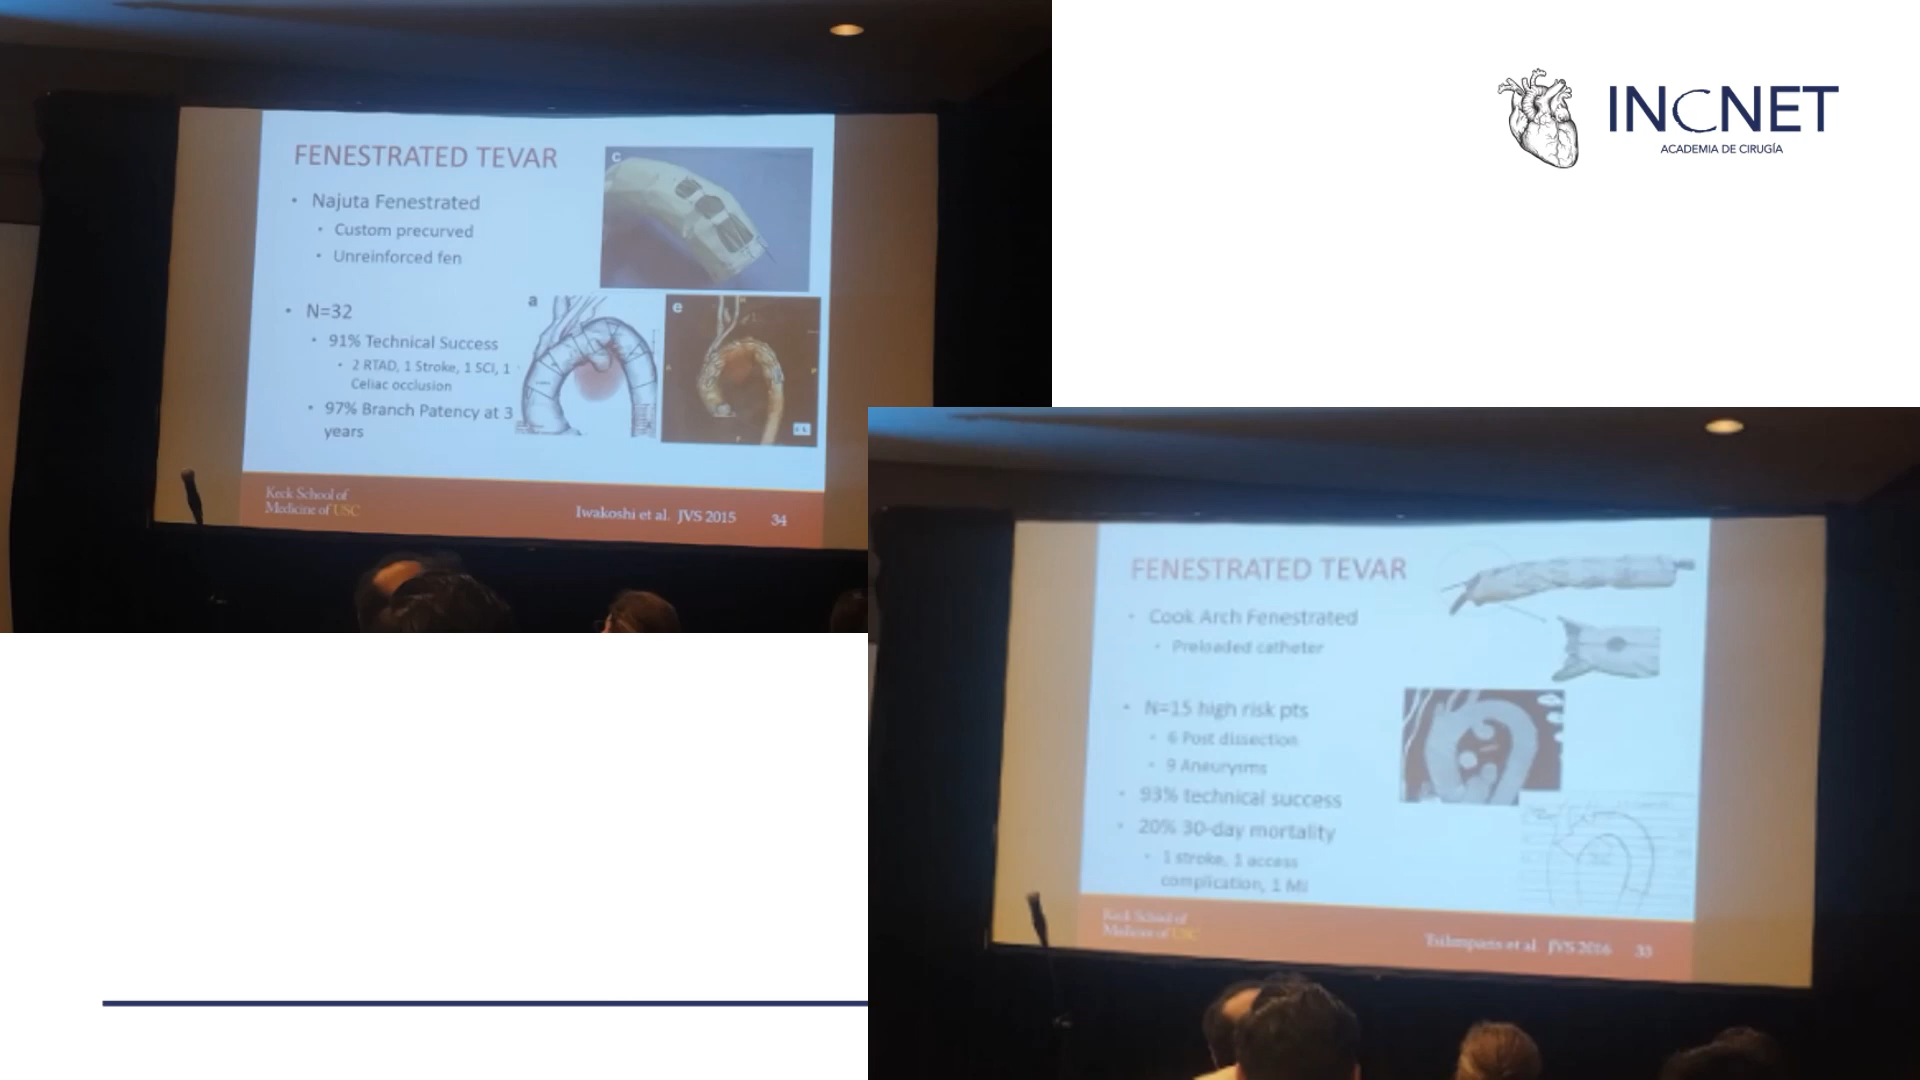 FENESTRATED TEVAR
• Najuta Fenestrated
• Custom precurved
• Unreinforced fen
• N=32
• 91% Technical Success
• 2 RTAD, 1 Stroke, 1 SCI, 1
Celiac occlusion
• 97% Branch Patency at 3
years
c
a
e
Keck School of
Medicine of USC
Iwakoshi et al. JVS 2015
34
INCNET
ACADEMIA DE CIRUGÍA
FENESTRATED TEVAR
• Cook Arch Fenestrated
• Preloaded catheter
• N=15 high risk pts
• 6 Post dissection
• 9 Aneurysms
• 93% technical success
• 20% 30-day mortality
• 1 stroke, 1 access
complication, 1 MI
Keck School of
Medicine of USC
et al. JVS 2016
33